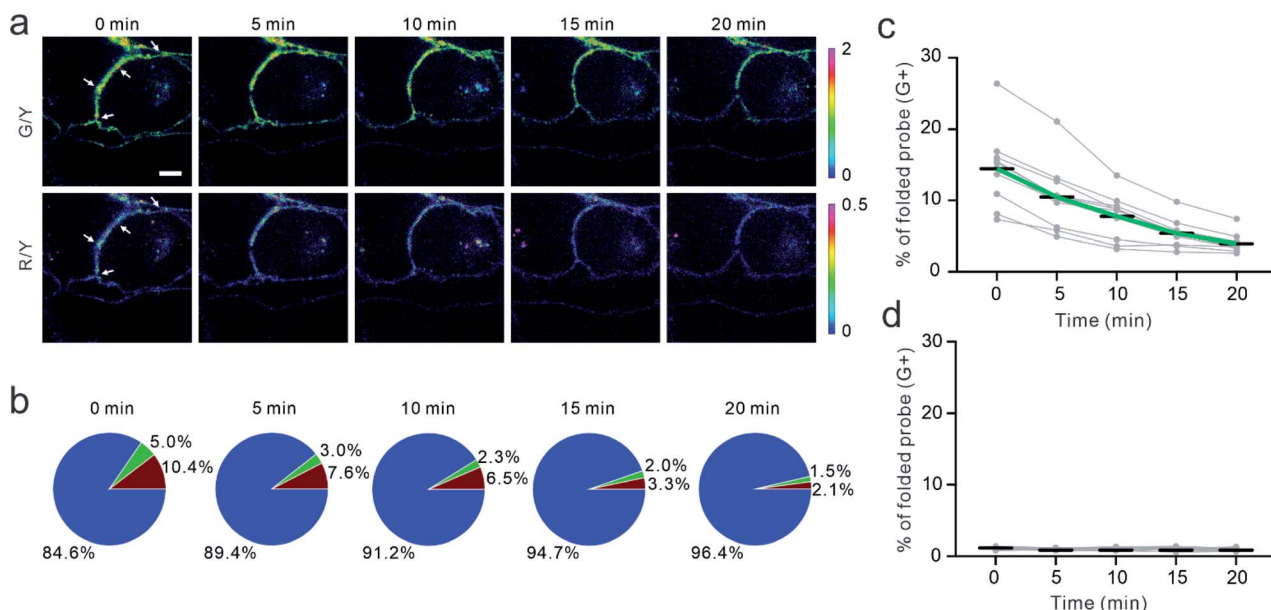 a
0 min 5 min 10 min 15 min 20 min
G/Y
2
0
R/Y
0.5
0
b
0 min 5 min 10 min 15 min 20 min
5.0%
10.4%
84.6%
3.0%
7.6%
89.4%
2.3%
6.5%
91.2%
2.0%
3.3%
94.7%
1.5%
2.1%
96.4%
c
% of folded probe (G+)
30
20
10
0
0 5 10 15 20
Time (min)
d
% of folded probe (G+)
30
20
10
0
0 5 10 15 20
Time (min)